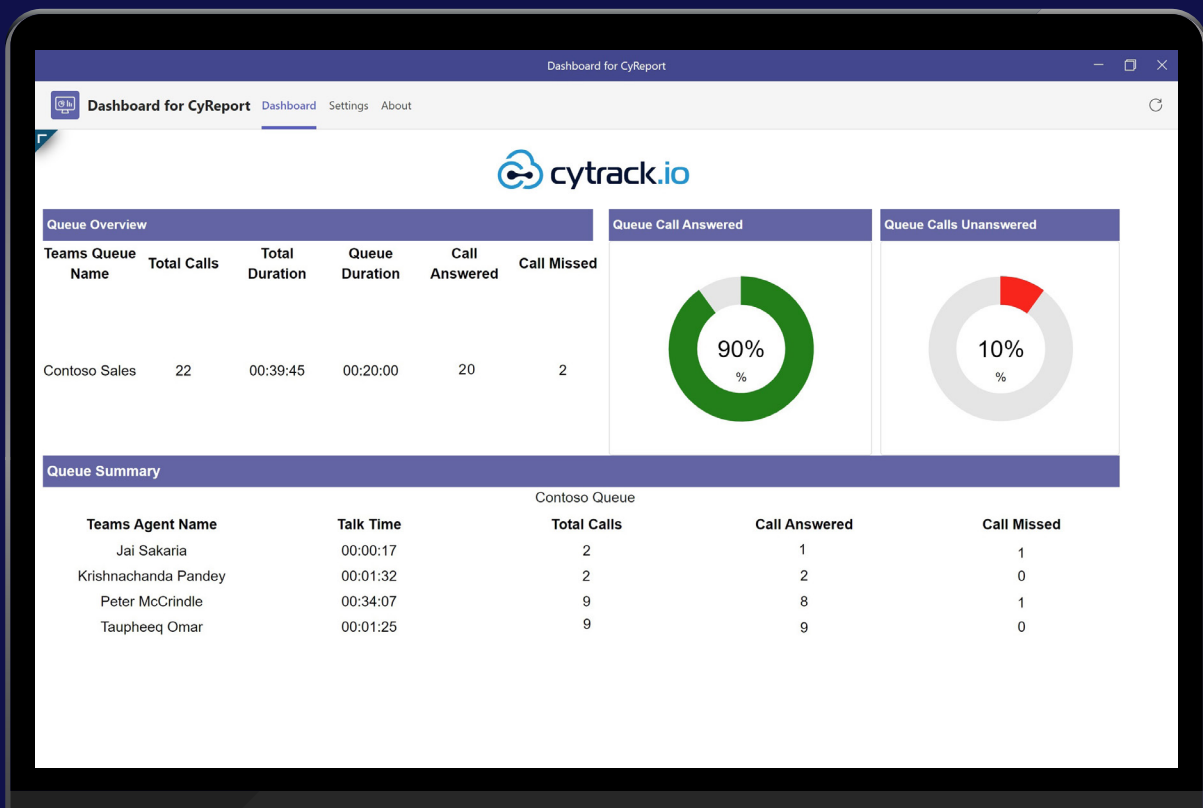 Dashboard for CyReport
Dashboard for CyReport Dashboard Settings About
cytrack.io
Queue Overview
Teams Queue Name Total Calls Total Duration Queue Duration Call Answered Call Missed
Contoso Sales 22 00:39:45 00:20:00 20 2
Queue Call Answered
90%
%
Queue Calls Unanswered
10%
%
Queue Summary
Contoso Queue
Teams Agent Name Talk Time Total Calls Call Answered Call Missed
Jai Sakaria 00:00:17 2 1 1
Krishnachanda Pandey 00:01:32 2 2 0
Peter McCrindle 00:34:07 9 8 1
Taupheeq Omar 00:01:25 9 9 0